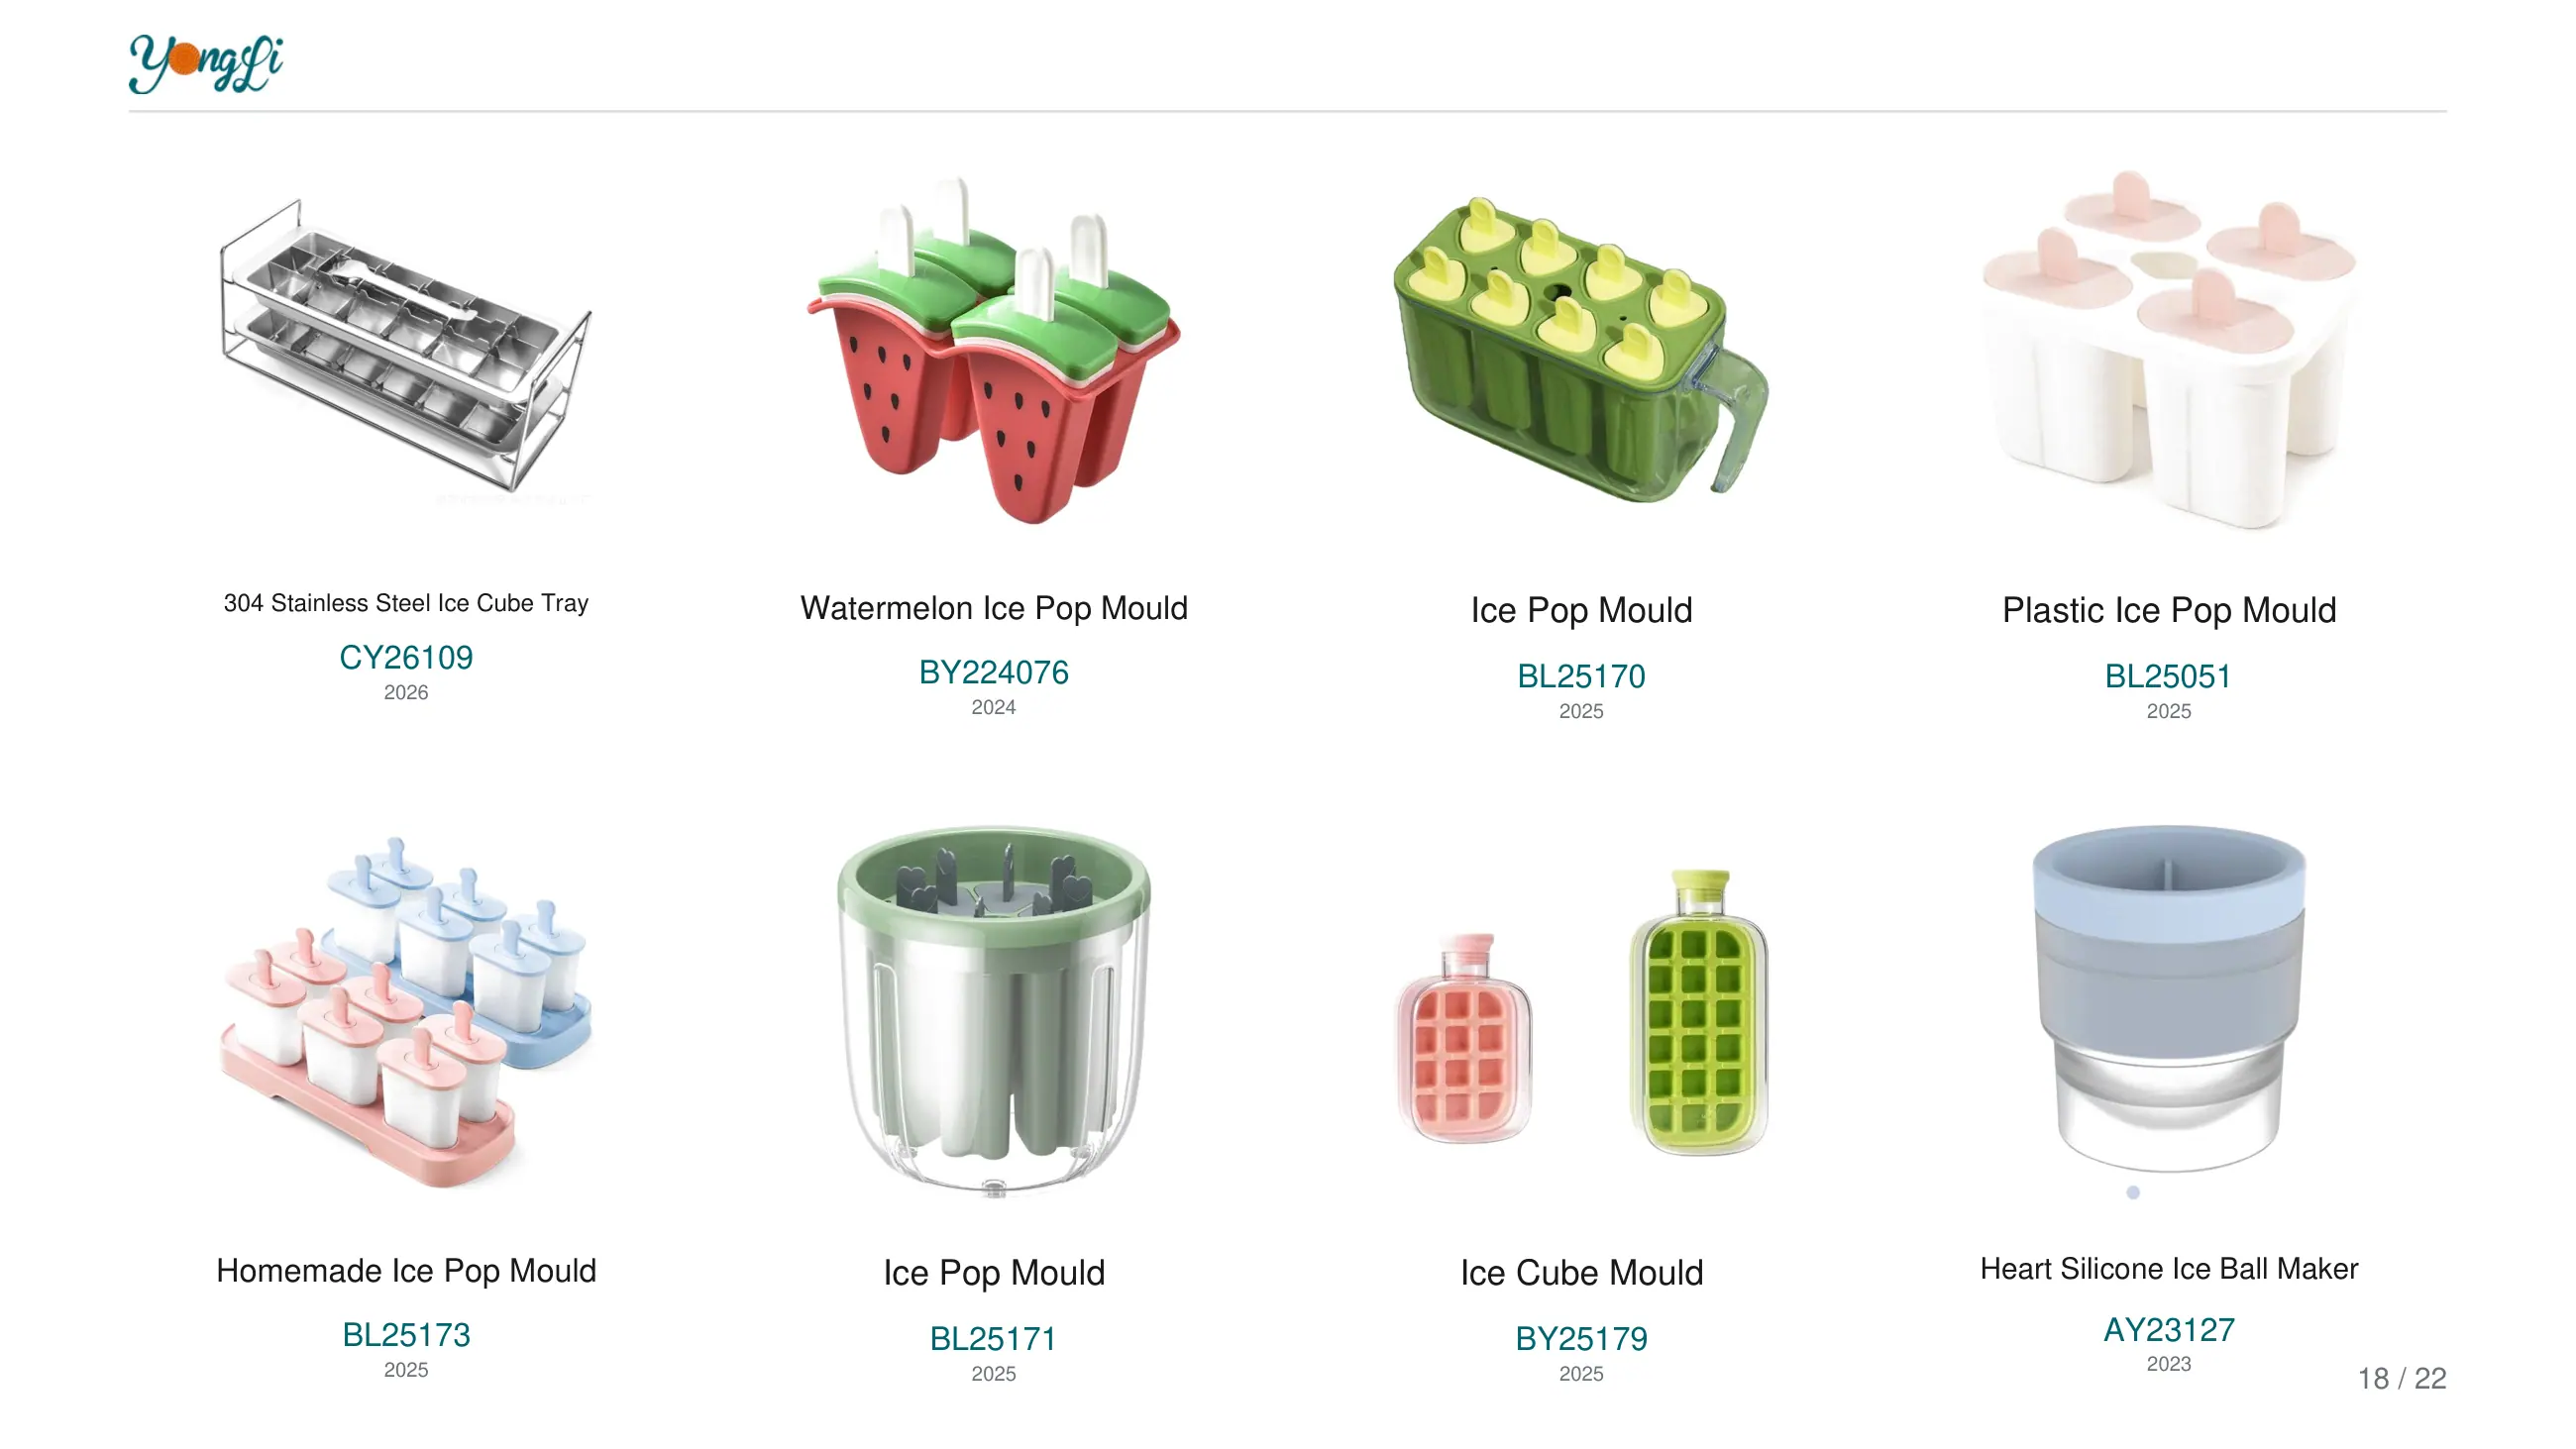 YongLi
304 Stainless Steel Ice Cube Tray
CY26109
2026
Watermelon Ice Pop Mould
BY224076
2024
Ice Pop Mould
BL25170
2025
Plastic Ice Pop Mould
BL25051
2025
Homemade Ice Pop Mould
BL25173
2025
Ice Pop Mould
BL25171
2025
Ice Cube Mould
BY25179
2025
Heart Silicone Ice Ball Maker
AY23127
2023
18 / 22